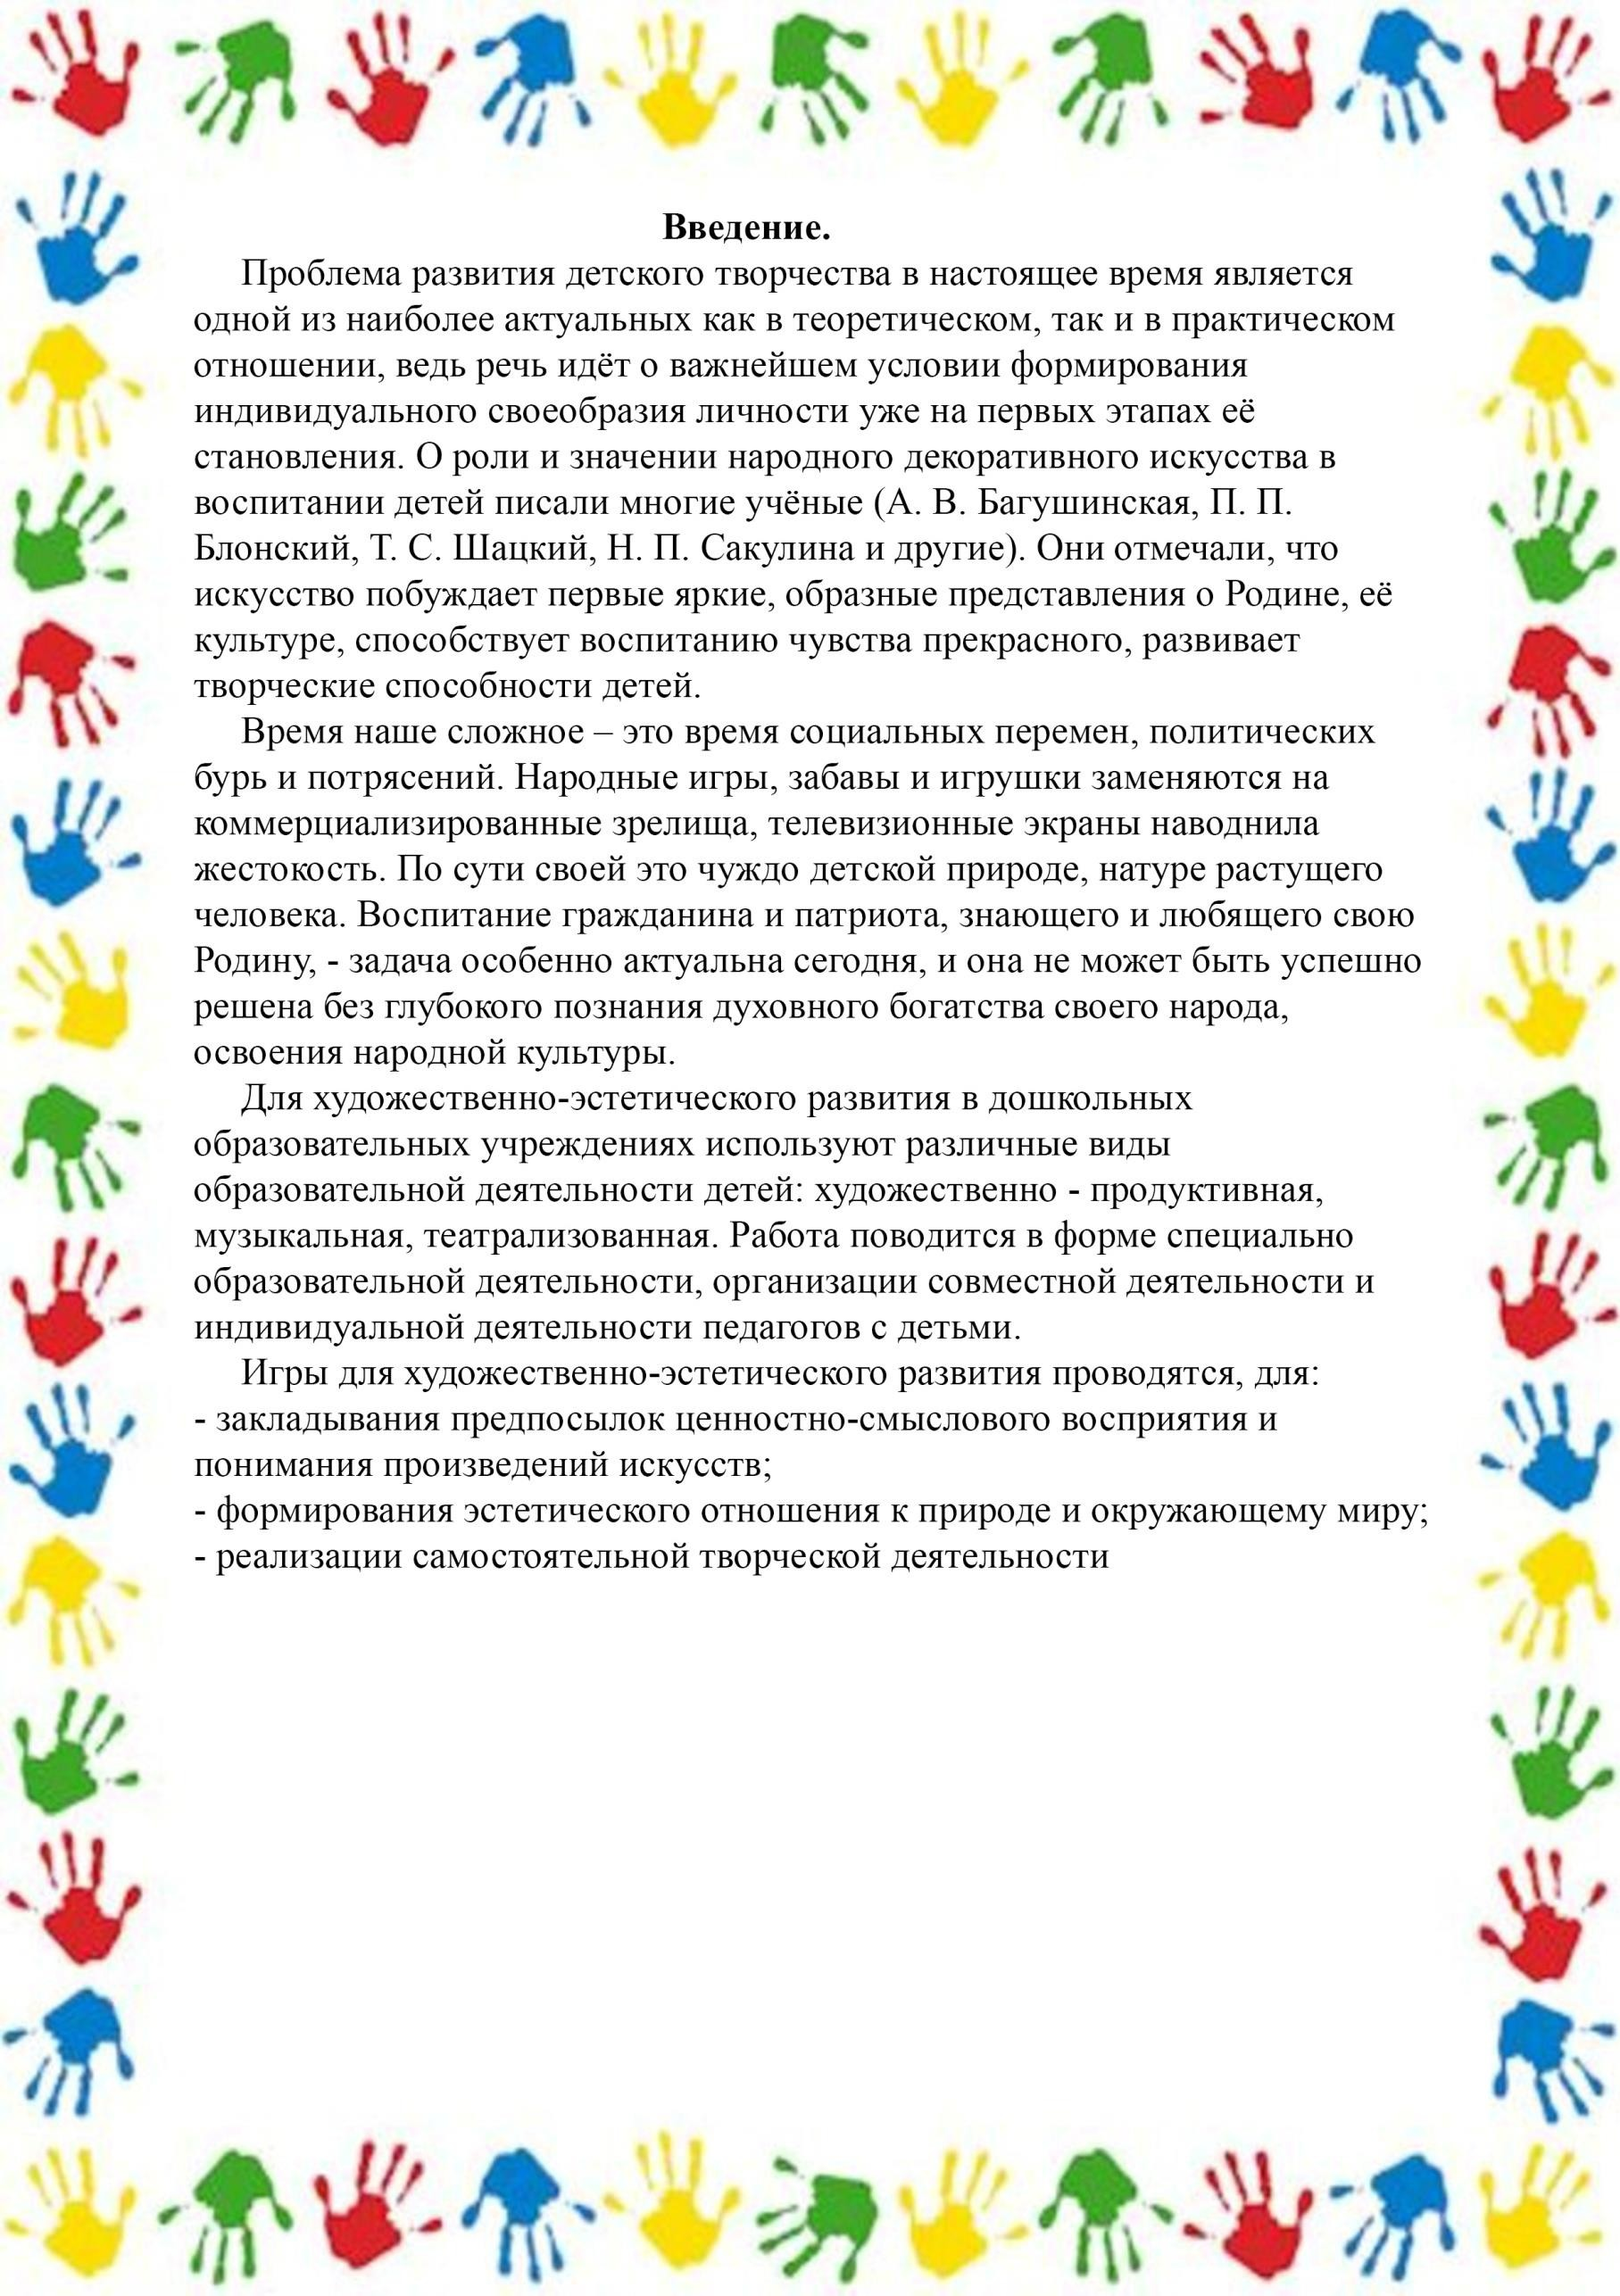 Введение.
Проблема развития детского творчества в настоящее время является
одной из наиболее актуальных как в теоретическом, так и в практическом
отношении, ведь речь идёт о важнейшем условии формирования
индивидуального своеобразия личности уже на первых этапах её
становления. О роли и значении народного декоративного искусства в
воспитании детей писали многие учёные (А. В. Багушинская, П. П.
Блонский, Т. С. Шацкий, Н. П. Сакулина и другие). Они отмечали, что
искусство побуждает первые яркие, образные представления о Родине, её
культуре, способствует воспитанию чувства прекрасного, развивает
творческие способности детей.
Время наше сложное – это время социальных перемен, политических
бурь и потрясений. Народные игры, забавы и игрушки заменяются на
коммерциализированные зрелища, телевизионные экраны наводнила
жестокость. По сути своей это чуждо детской природе, натуре растущего
человека. Воспитание гражданина и патриота, знающего и любящего свою
Родину, - задача особенно актуальна сегодня, и она не может быть успешно
решена без глубокого познания духовного богатства своего народа,
освоения народной культуры.
Для художественно-эстетического развития в дошкольных
образовательных учреждениях используют различные виды
образовательной деятельности детей: художественно - продуктивная,
музыкальная, театрализованная. Работа поводится в форме специально
образовательной деятельности, организации совместной деятельности и
индивидуальной деятельности педагогов с детьми.
Игры для художественно-эстетического развития проводятся, для:
- закладывания предпосылок ценностно-смыслового восприятия и
понимания произведений искусств;
- формирования эстетического отношения к природе и окружающему миру;
- реализации самостоятельной творческой деятельности